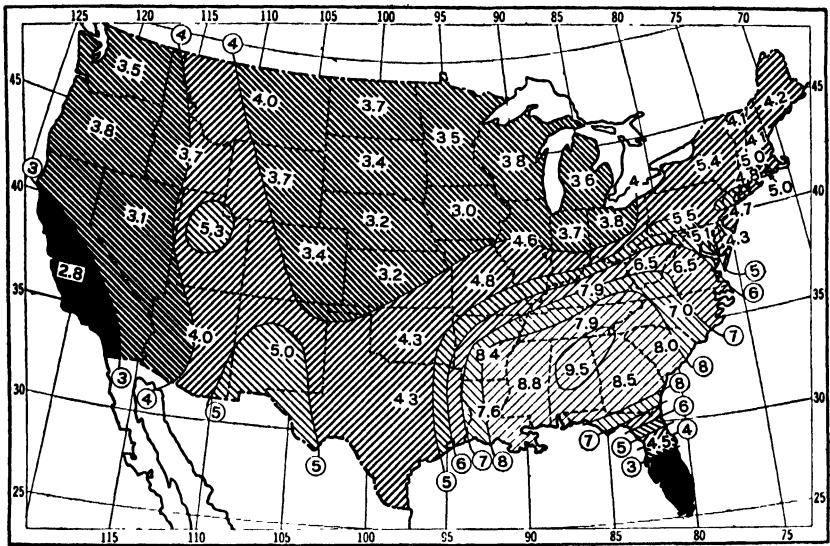 125 120 ④ 115 ④ 110 105 100 95 90 85 80 75 70
45 45
3.5 4.0 3.7 4.2
4.1
3.8 3.5 4.1
3.7 3.4 3.8 5.4 5.0
③ 3.7 3.6 4. 4.8 5.0
40 40
3.1 5.3 3.2 3.0 3.8 5.5 4.7
3.4 4.6 3.7 5.1 4.3
2.8 3.2 4.8 6.5 6.5 ⑤
35 7.9 ⑥ 35
4.0 5.0 4.3 7.9 7.0 ⑦
8.4 8.0 ⑧
③ 9.5 ⑧
30 ④ 4.3 8.8 8.5 30
⑤ 7.6 ⑥
⑦ ⑤ 4.5 ④
⑤ ⑤ ⑥ ⑦ ⑧ ③
25 25
115 110 105 100 95 90 85 80 75